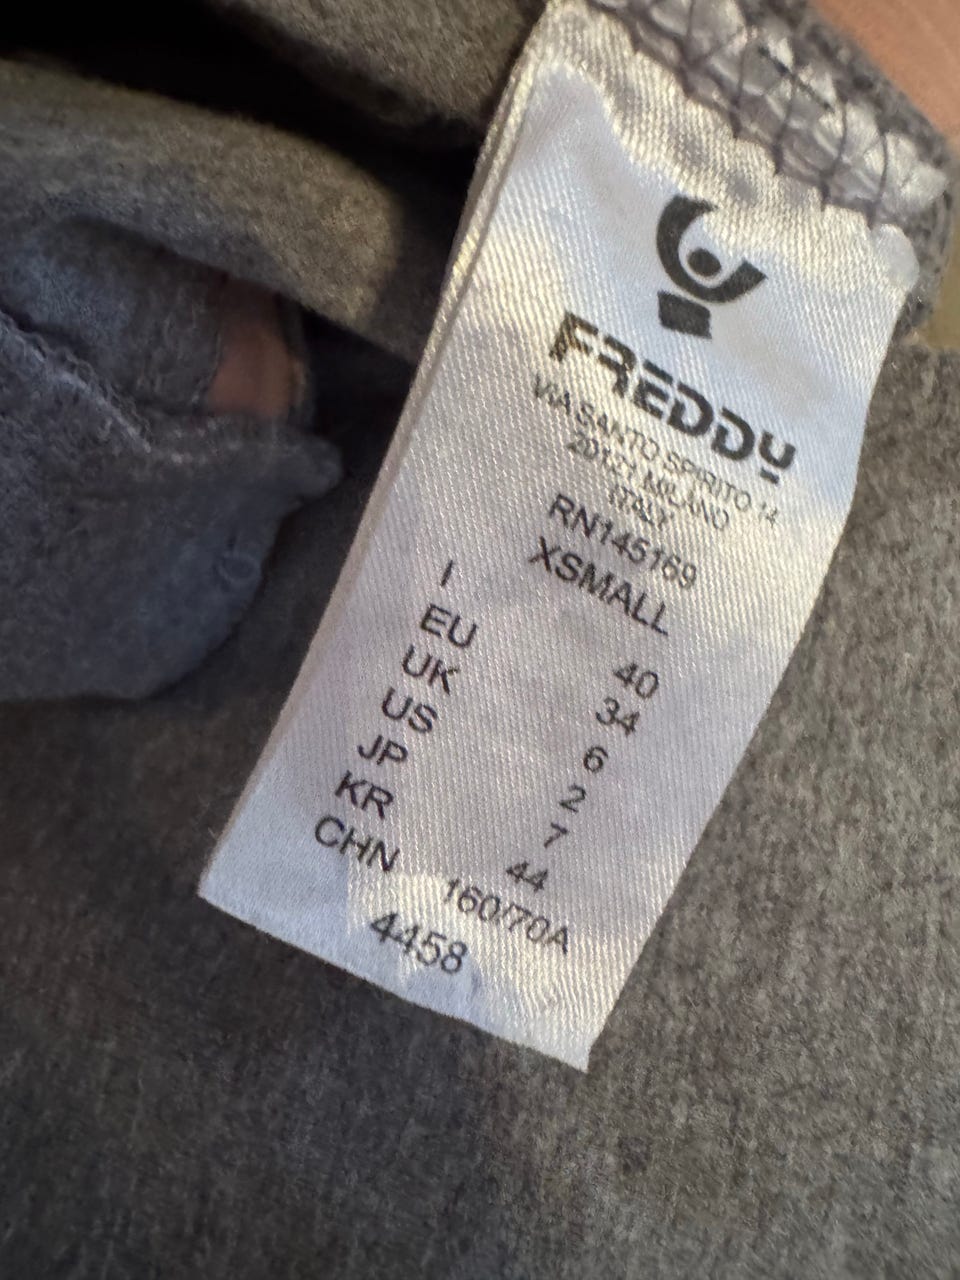 FREDDY
VIA SANTO SPIRITO 14
20121 MILANO
ITALY
RN145169
XSMALL
I 40
EU 34
UK 6
US 2
JP 7
KR 44
CHN 160/70A
4458